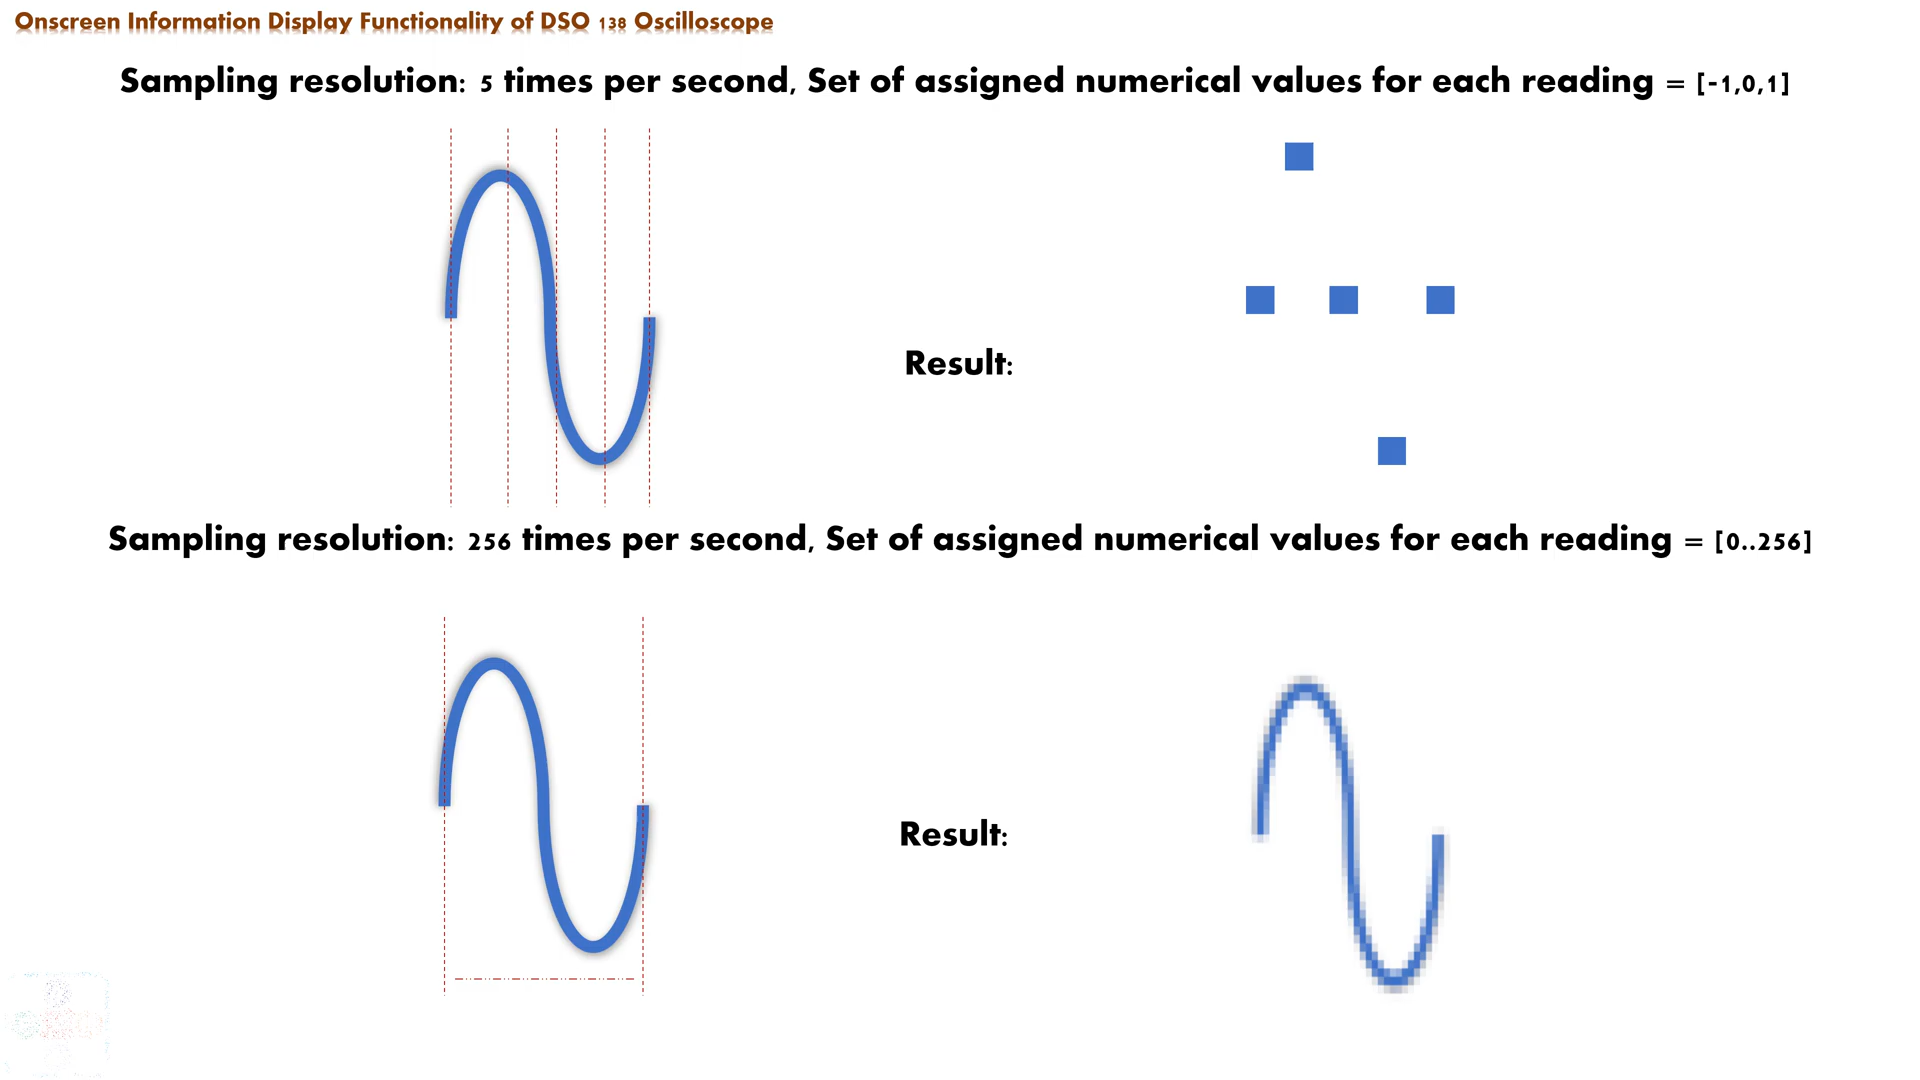 Onscreen Information Display Functionality of DSO 138 Oscilloscope
Sampling resolution: 5 times per second, Set of assigned numerical values for each reading = [-1,0,1]
Result:
Sampling resolution: 256 times per second, Set of assigned numerical values for each reading = [0..256]
Result: